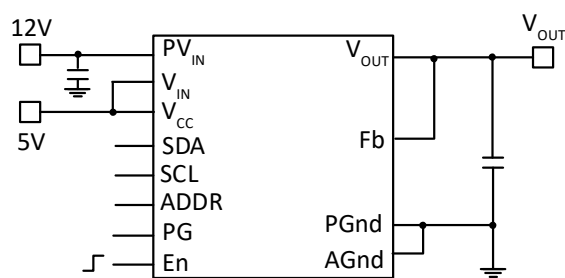 12V
5V
PVIN
VIN
VCC
SDA
SCL
ADDR
PG
En
VOUT
Fb
PGnd
AGnd
VOUT